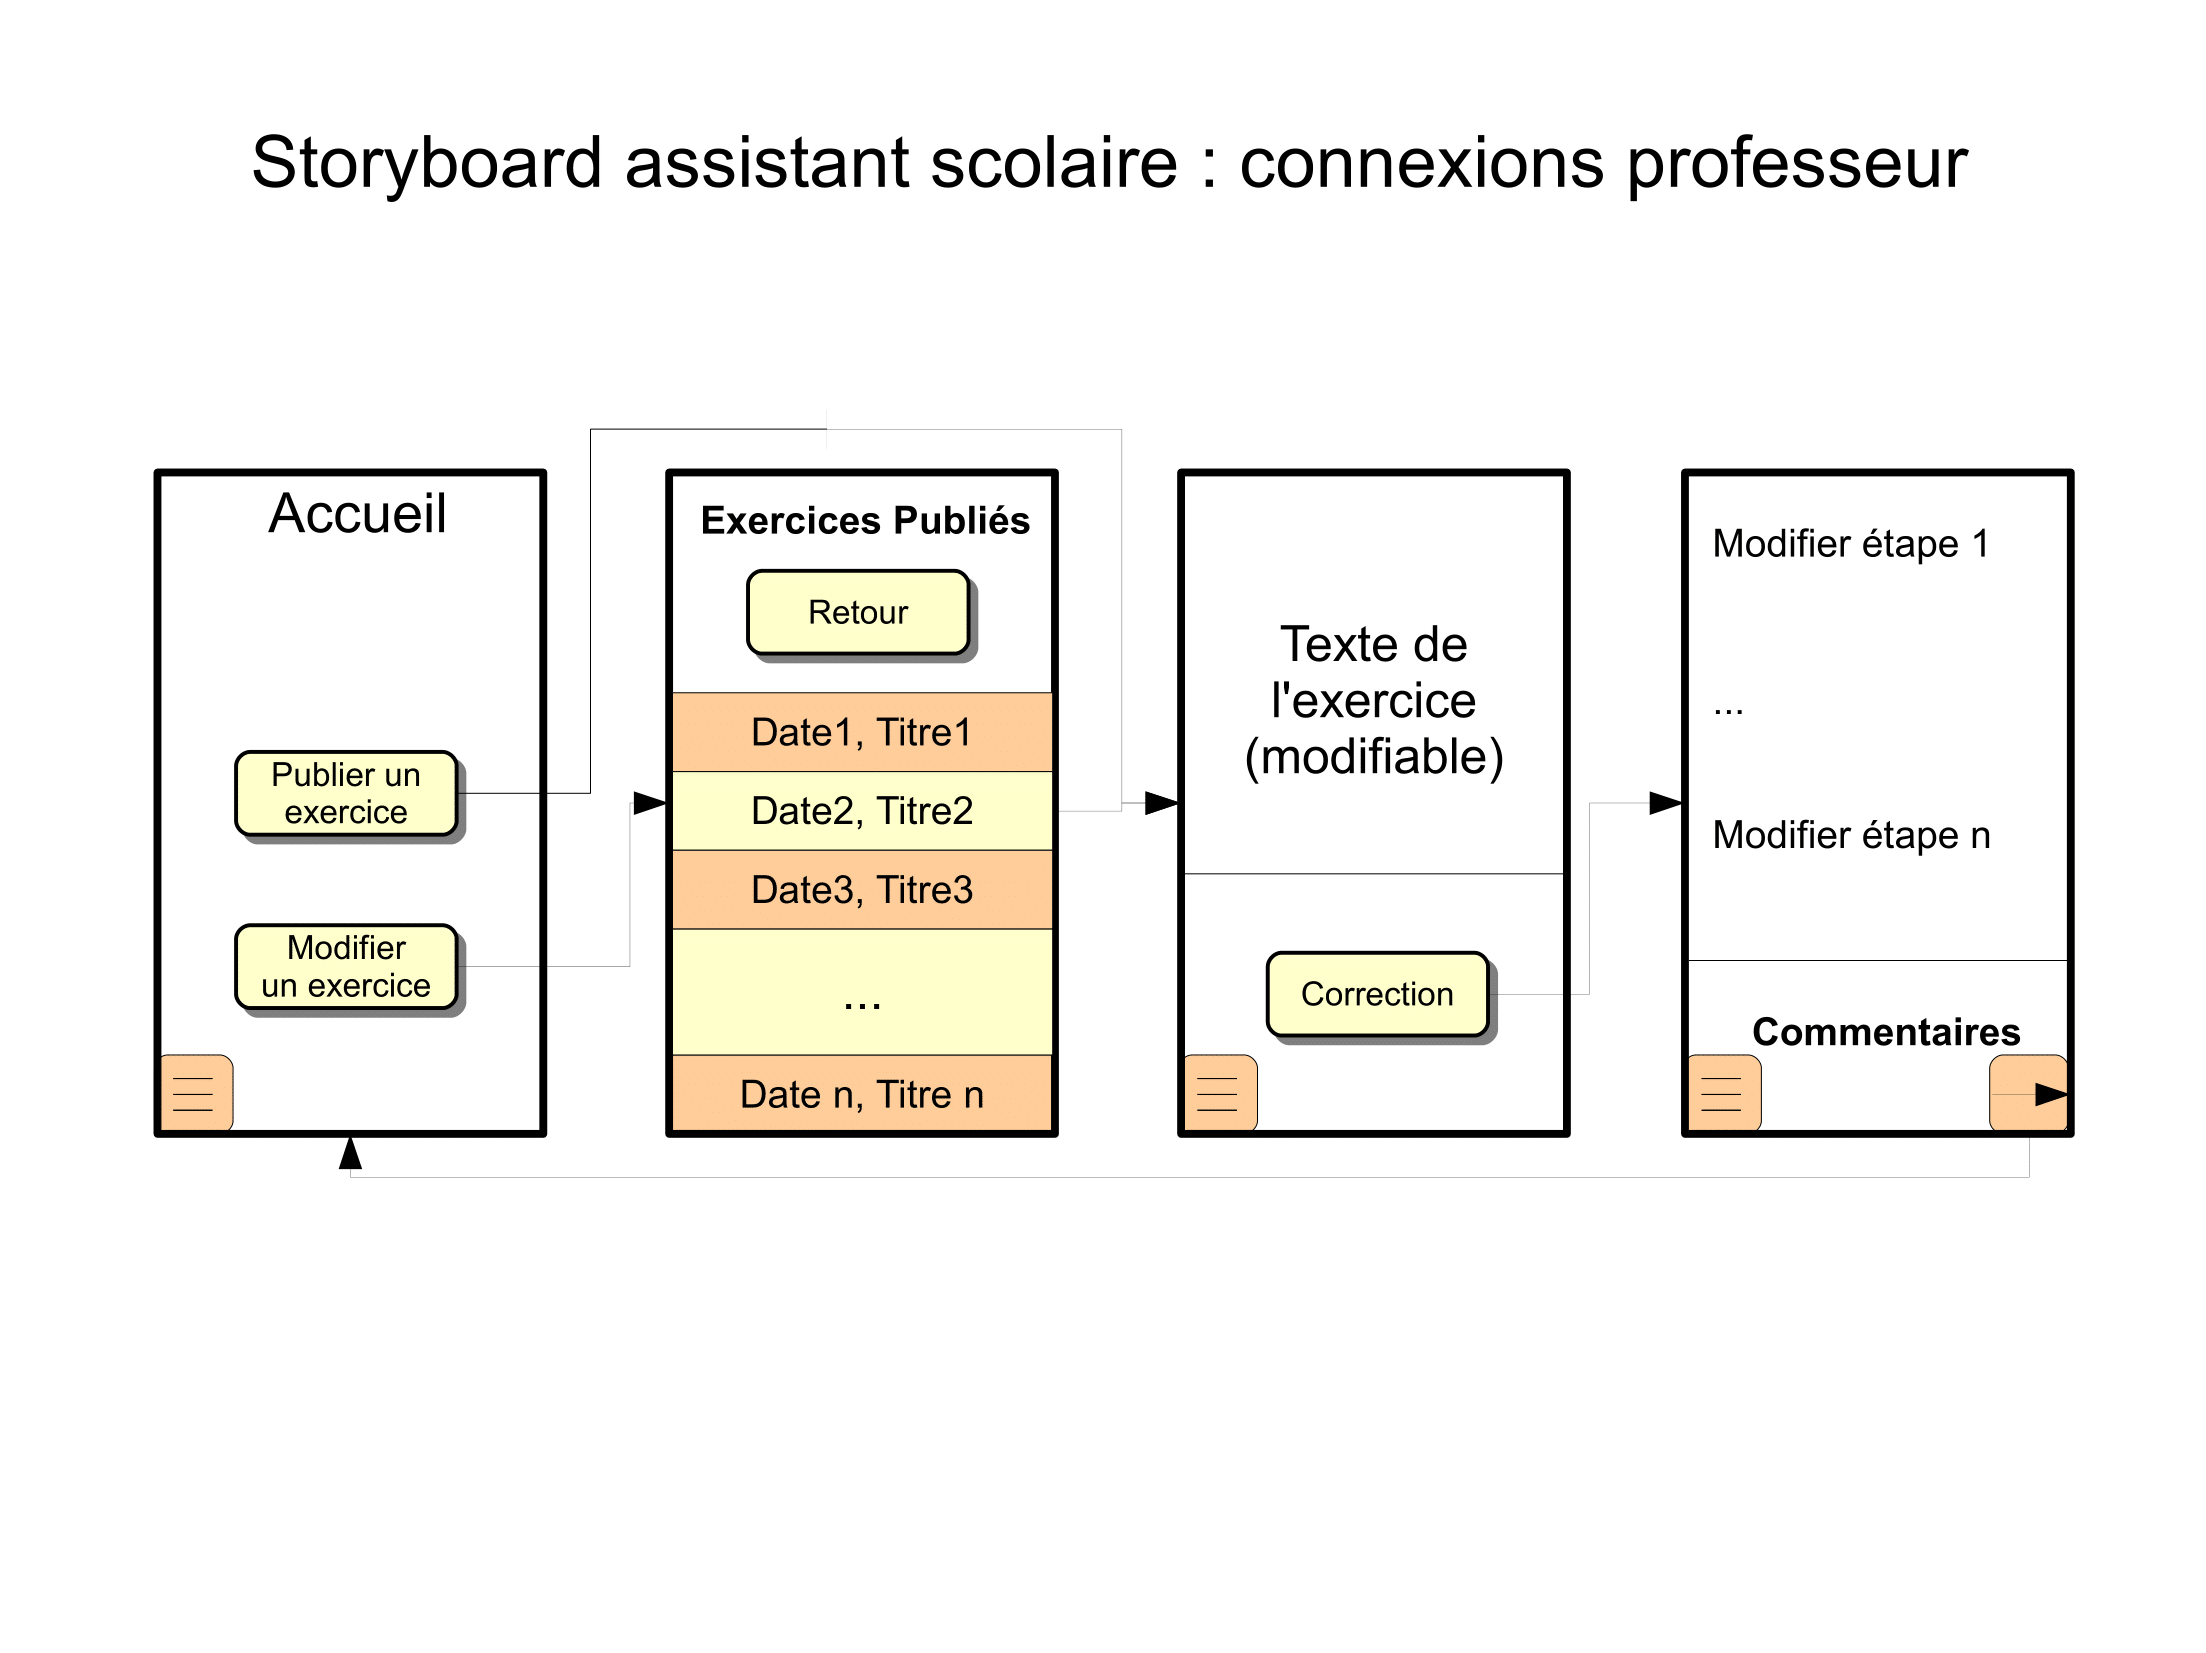 Storyboard assistant scolaire : connexions professeur
Accueil
Publier un
exercice
Modifier
un exercice
Exercices Publiés
Retour
Date1, Titre1
Date2, Titre2
Date3, Titre3
...
Date n, Titre n
Texte de
l'exercice
(modifiable)
Correction
Modifier étape 1
...
Modifier étape n
Commentaires